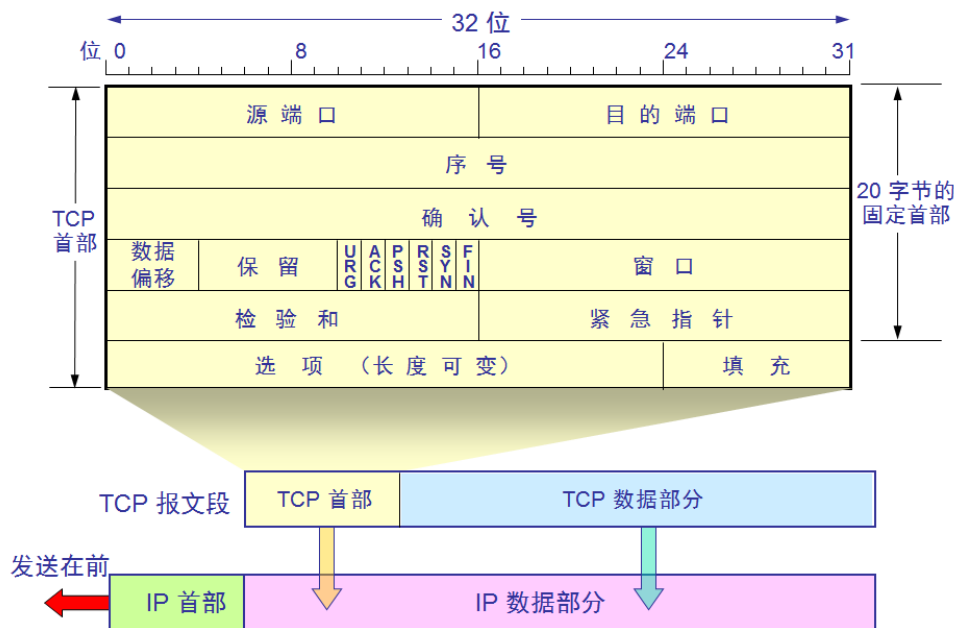 32 位
位 0 8 16 24 31
源 端 口 目 的 端 口
序 号
TCP
首部
确 认 号
20 字节的
固定首部
数据
偏移
保 留
URG
ACK
PSH
RST
SYN
FIN
窗 口
检 验 和 紧 急 指 针
选 项 （长 度 可 变） 填 充
TCP 报文段 TCP 首部 TCP 数据部分
发送在前
IP 首部 IP 数据部分